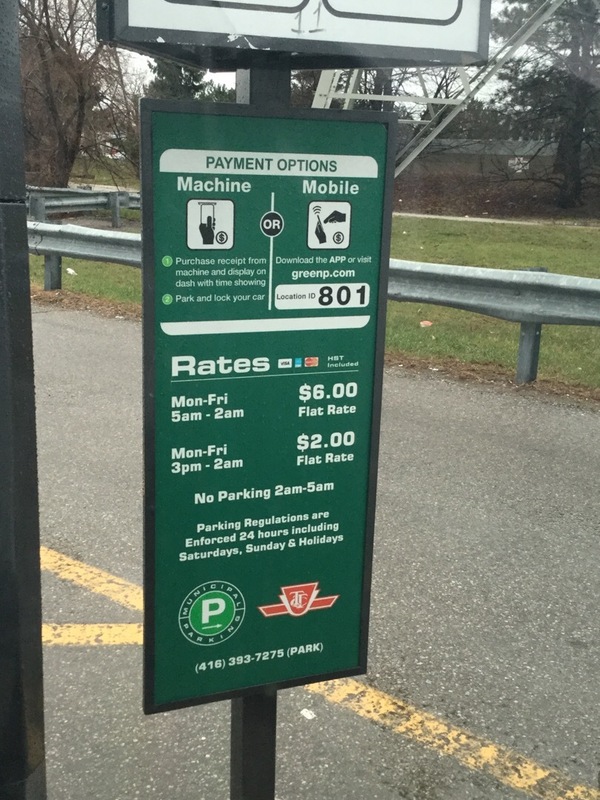 11
PAYMENT OPTIONS
Machine
OR
Mobile
1 Purchase receipt from
machine and display on
dash with time showing
2 Park and lock your car
Download the APP or visit
greenp.com
Location ID 801
Rates VISA HST
Included
Mon-Fri $6.00
5am - 2am Flat Rate
Mon-Fri $2.00
3pm - 2am Flat Rate
No Parking 2am-5am
Parking Regulations are
Enforced 24 hours including
Saturdays, Sunday & Holidays
MUNICIPAL
P
PARKING
TTC
(416) 393-7275 (PARK)